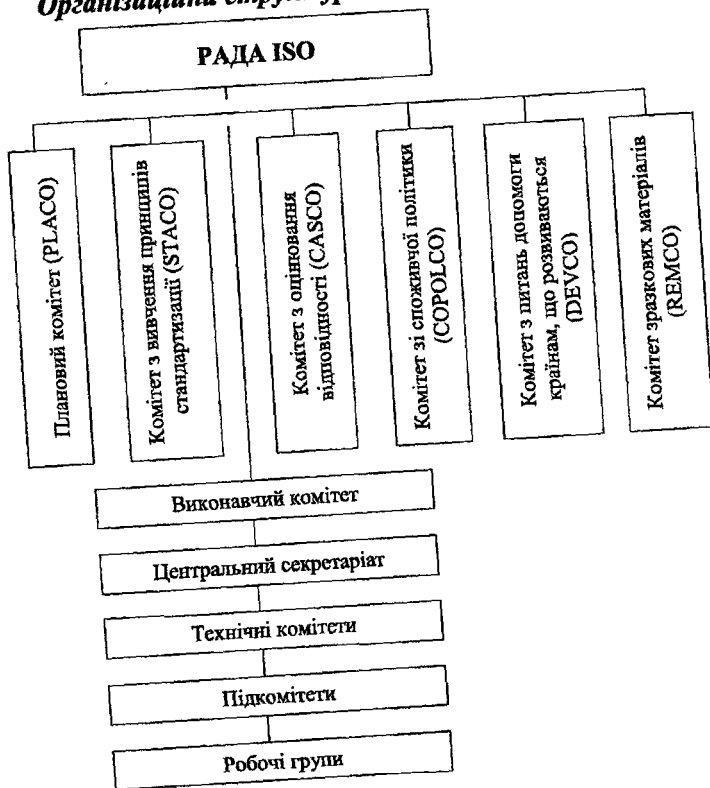 Організаційна
РАДА ISO
Плановий комітет (PLACO)
Комітет з вивчення принципів
стандартизації (STACO)
Комітет з оцінювання
відповідності (CASCO)
Комітет зі споживчої політики
(COPOLCO)
Комітет з питань допомоги
країнам, що розвиваються
(DEVCO)
Комітет зразкових матеріалів
(REMCO)
Виконавчий комітет
Центральний секретаріат
Технічні комітети
Підкомітети
Робочі групи